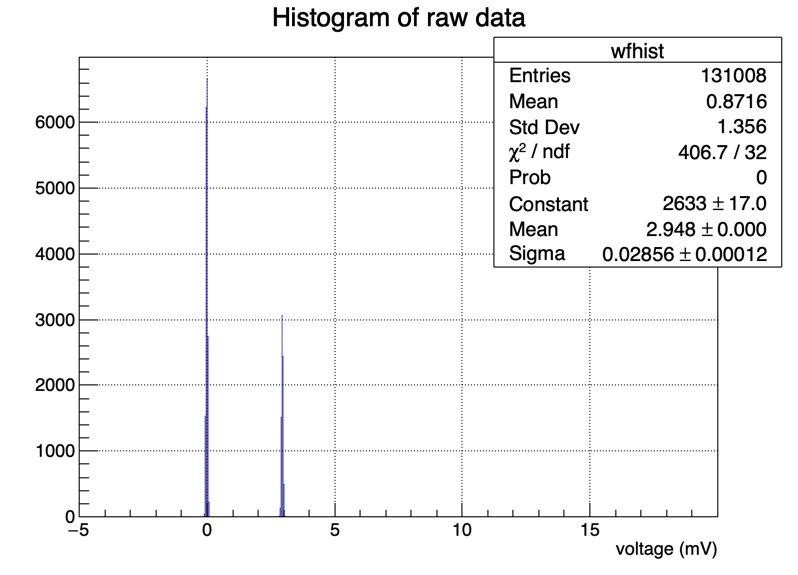 Histogram of raw data
wfhist
Entries 131008
Mean 0.8716
Std Dev 1.356
χ² / ndf 406.7 / 32
Prob 0
Constant 2633 ± 17.0
Mean 2.948 ± 0.000
Sigma 0.02856 ± 0.00012
6000
5000
4000
3000
2000
1000
0
−5 0 5 10 15
voltage (mV)